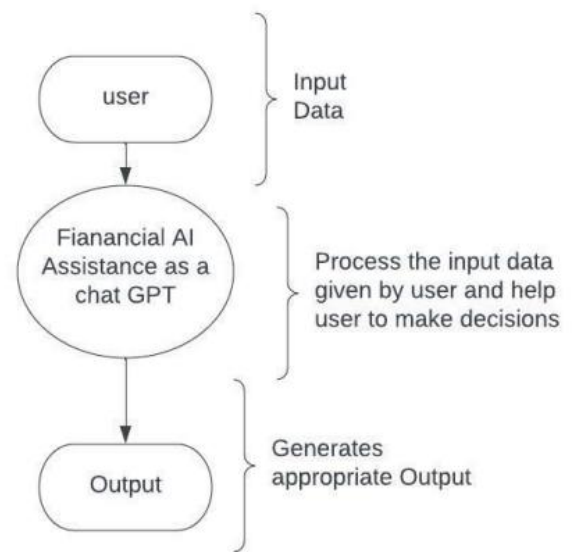 user
Input
Data
Fianancial AI
Assistance as a
chat GPT
Process the input data
given by user and help
user to make decisions
Output
Generates
appropriate Output